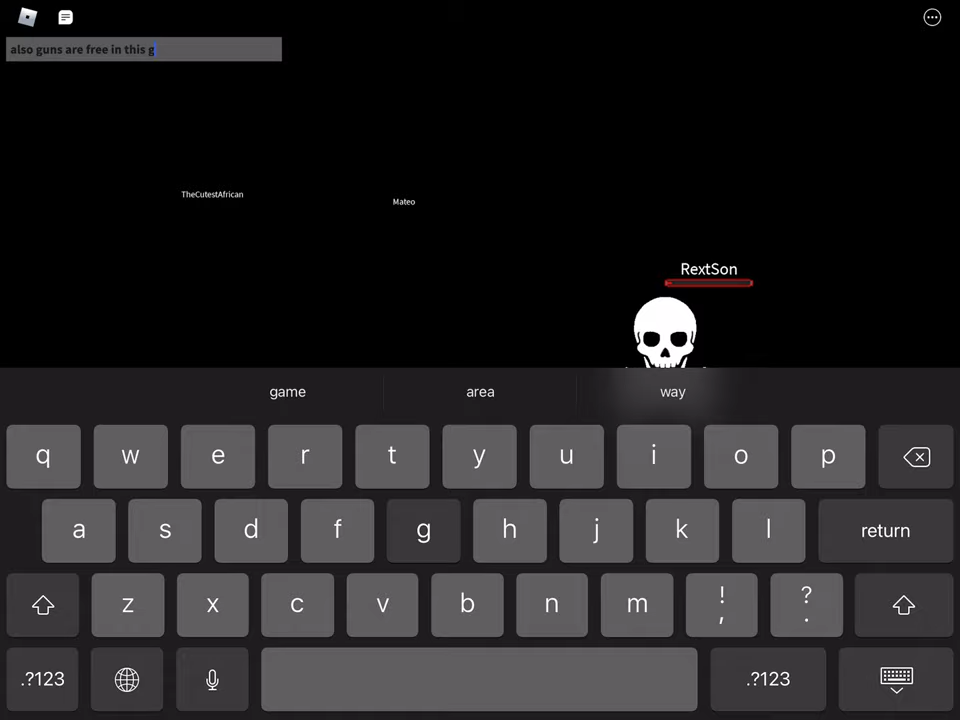 also guns are free in this g
TheCutestAfrican
Mateo
RextSon
game area way
q w e r t y u i o p
a s d f g h j k l return
z x c v b n m ! , ? .
.?123 .?123